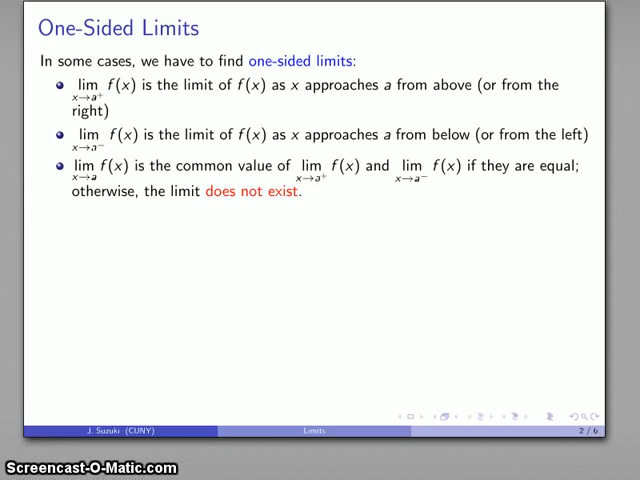 One-Sided Limits
In some cases, we have to find one-sided limits:
lim f(x) is the limit of f(x) as x approaches a from above (or from the
x→a⁺
right)
lim f(x) is the limit of f(x) as x approaches a from below (or from the left)
x→a⁻
lim f(x) is the common value of lim f(x) and lim f(x) if they are equal;
x→a x→a⁺ x→a⁻
otherwise, the limit does not exist.
J. Suzuki (CUNY) Limits 2 / 6
Screencast-O-Matic.com